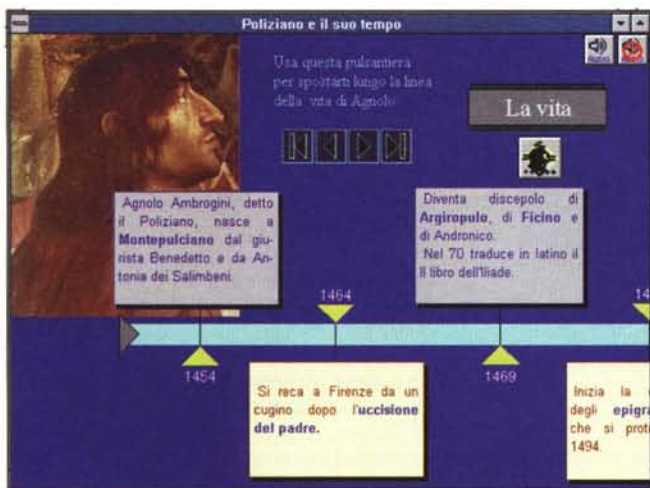 Poliziano e il suo tempo
AUDIO
Usa questa pulsantiera
per spostarti lungo la linea
della vita di Agnolo
La vita
Agnolo Ambrogini, detto
il Poliziano, nasce a
Montepulciano dal giu-
rista Benedetto e da An-
tonia dei Salimbeni.
Diventa discepolo di
Argiropulo, di Ficino e
di Andronico.
Nel 70 traduce in latino il
II libro dell'Iliade.
1464
14
1454
1469
Si reca a Firenze da un
cugino dopo l'uccisione
del padre.
Inizia la
degli epigra
che si prot
1494.